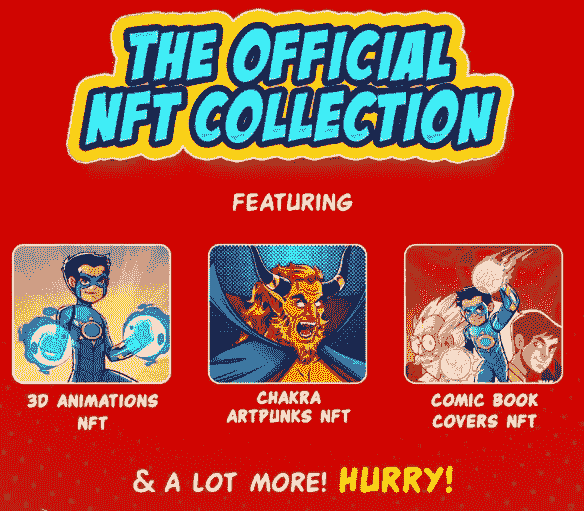 THE OFFICIAL
NFT COLLECTION
FEATURING
3D ANIMATIONS
NFT
CHAKRA
ARTPUNKS NFT
COMIC BOOK
COVERS NFT
& A LOT MORE! HURRY!